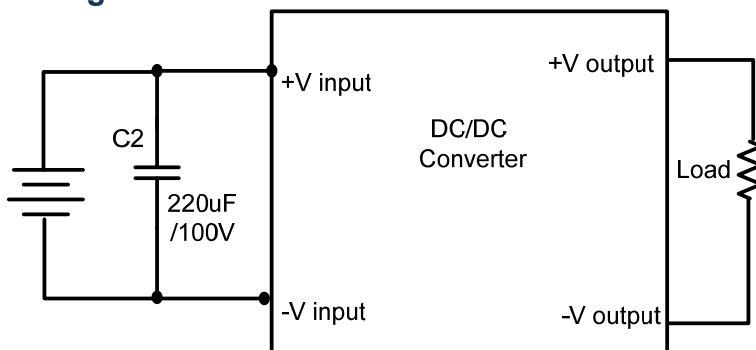 +V input
+V output
C2
DC/DC
Converter
Load
220uF
/100V
-V input
-V output